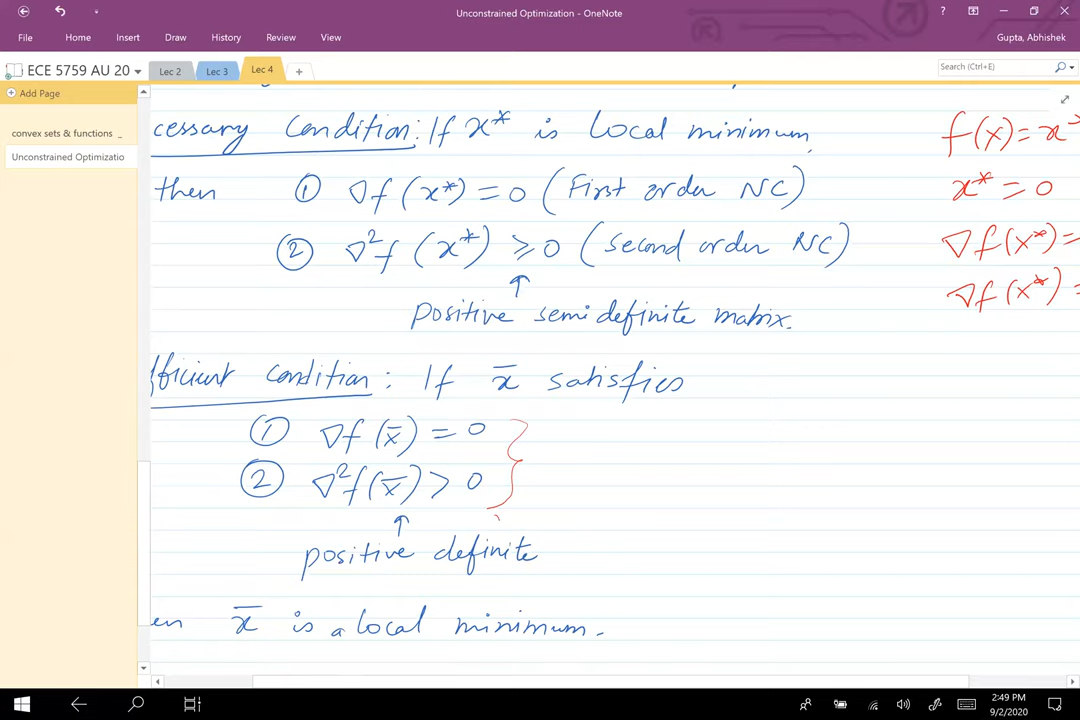 Unconstrained Optimization - OneNote
File Home Insert Draw History Review View
Gupta, Abhishek
ECE 5759 AU 20 Lec 2 Lec 3 Lec 4 +
Search (Ctrl+E)
Add Page
convex sets & functions _
Unconstrained Optimizatio
cessary Condition: If x* is local minimum,
then ① ∇f(x*) = 0 (First order NC)
② ∇²f(x*) ≥ 0 (Second order NC)
↑
positive semidefinite matrix.
fficient condition: If x̄ satisfies
① ∇f(x̄) = 0
② ∇²f(x̄) > 0
↑
positive definite
en x̄ is a local minimum.
f(x) = x
x* = 0
∇f(x*) =
∇f(x*) =
2:49 PM
9/2/2020